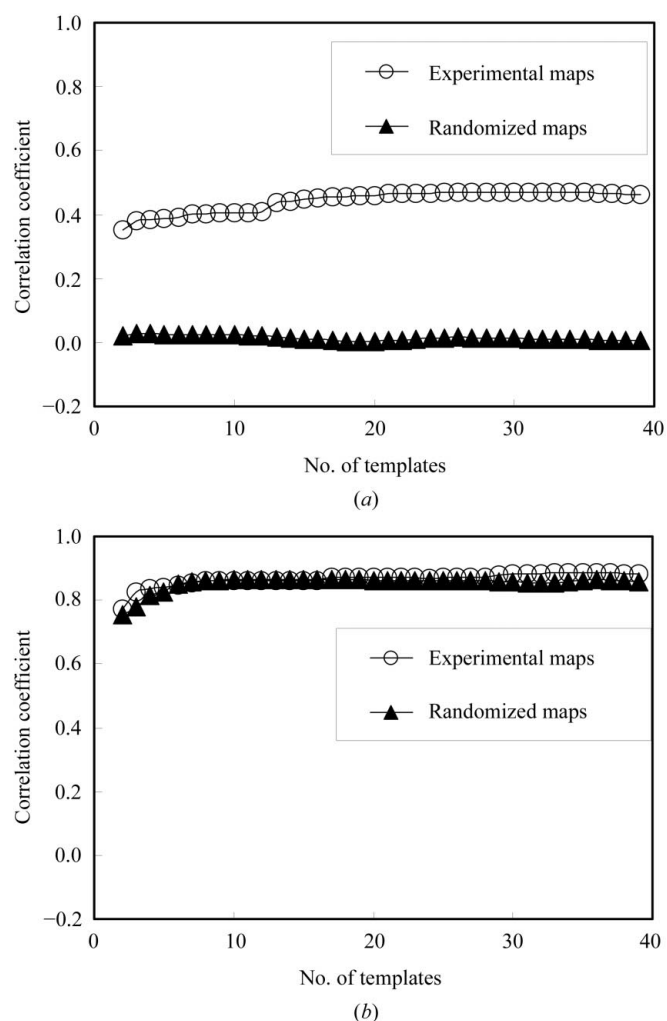 1.0
0.8
0.6
0.4
0.2
0.0
−0.2
Correlation coefficient
Experimental maps
Randomized maps
0 10 20 30 40
No. of templates
(a)
1.0
0.8
0.6
0.4
0.2
0.0
−0.2
Correlation coefficient
Experimental maps
Randomized maps
0 10 20 30 40
No. of templates
(b)